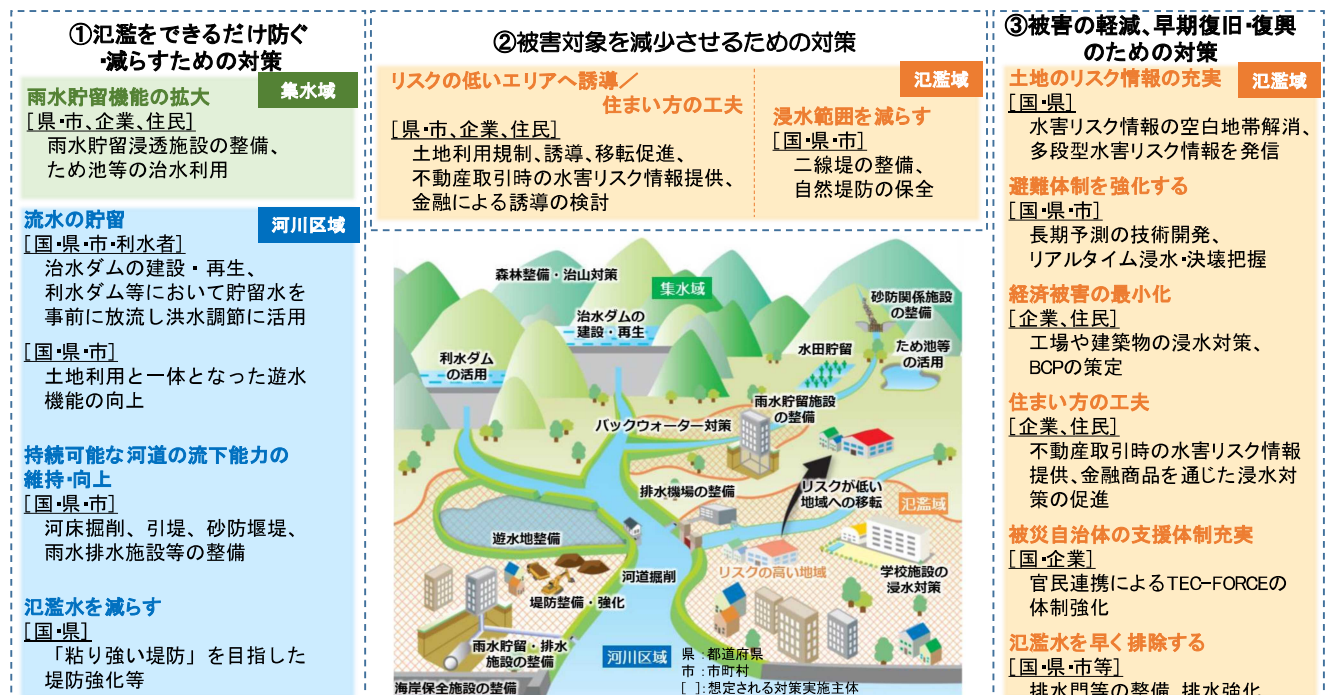 ①氾濫をできるだけ防ぐ
・減らすための対策
集水域
雨水貯留機能の拡大
[県・市、企業、住民]
雨水貯留浸透施設の整備、
ため池等の治水利用
河川区域
流水の貯留
[国・県・市・利水者]
治水ダムの建設・再生、
利水ダム等において貯留水を
事前に放流し洪水調節に活用
[国・県・市]
土地利用と一体となった遊水
機能の向上
持続可能な河道の流下能力の
維持・向上
[国・県・市]
河床掘削、引堤、砂防堰堤、
雨水排水施設等の整備
氾濫水を減らす
[国・県]
「粘り強い堤防」を目指した
堤防強化等
②被害対象を減少させるための対策
氾濫域
リスクの低いエリアへ誘導／
住まい方の工夫
[県・市、企業、住民]
土地利用規制、誘導、移転促進、
不動産取引時の水害リスク情報提供、
金融による誘導の検討
浸水範囲を減らす
[国・県・市]
二線堤の整備、
自然堤防の保全
森林整備・治山対策
集水域
砂防関係施設
の整備
治水ダムの
建設・再生
利水ダム
の活用
水田貯留
ため池等
の活用
雨水貯留施設
の整備
バックウォーター対策
排水機場の整備
リスクが低い
地域への移転
氾濫域
遊水地整備
河道掘削
リスクの高い地域
学校施設の
浸水対策
堤防整備・強化
雨水貯留・排水
施設の整備
河川区域
海岸保全施設の整備
県：都道府県
市：市町村
[ ]：想定される対策実施主体
③被害の軽減、早期復旧・復興
のための対策
氾濫域
土地のリスク情報の充実
[国・県]
水害リスク情報の空白地帯解消、
多段型水害リスク情報を発信
避難体制を強化する
[国・県・市]
長期予測の技術開発、
リアルタイム浸水・決壊把握
経済被害の最小化
[企業、住民]
工場や建築物の浸水対策、
BCPの策定
住まい方の工夫
[企業、住民]
不動産取引時の水害リスク情報
提供、金融商品を通じた浸水対
策の促進
被災自治体の支援体制充実
[国・企業]
官民連携によるTEC-FORCEの
体制強化
氾濫水を早く排除する
[国・県・市等]
排水門等の整備、排水強化